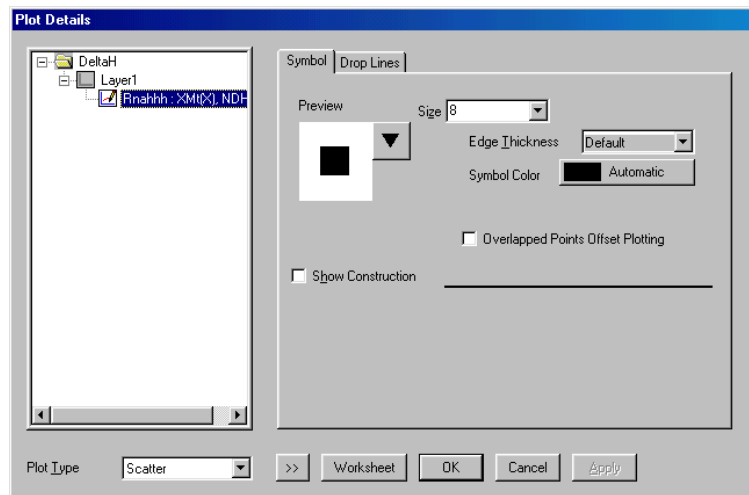 Plot Details
DeltaH
Layer1
Rnahhh : XMt(X), NDH
Symbol Drop Lines
Preview
Size 8
Edge Thickness Default
Symbol Color Automatic
Overlapped Points Offset Plotting
Show Construction
Plot Type Scatter >> Worksheet OK Cancel Apply